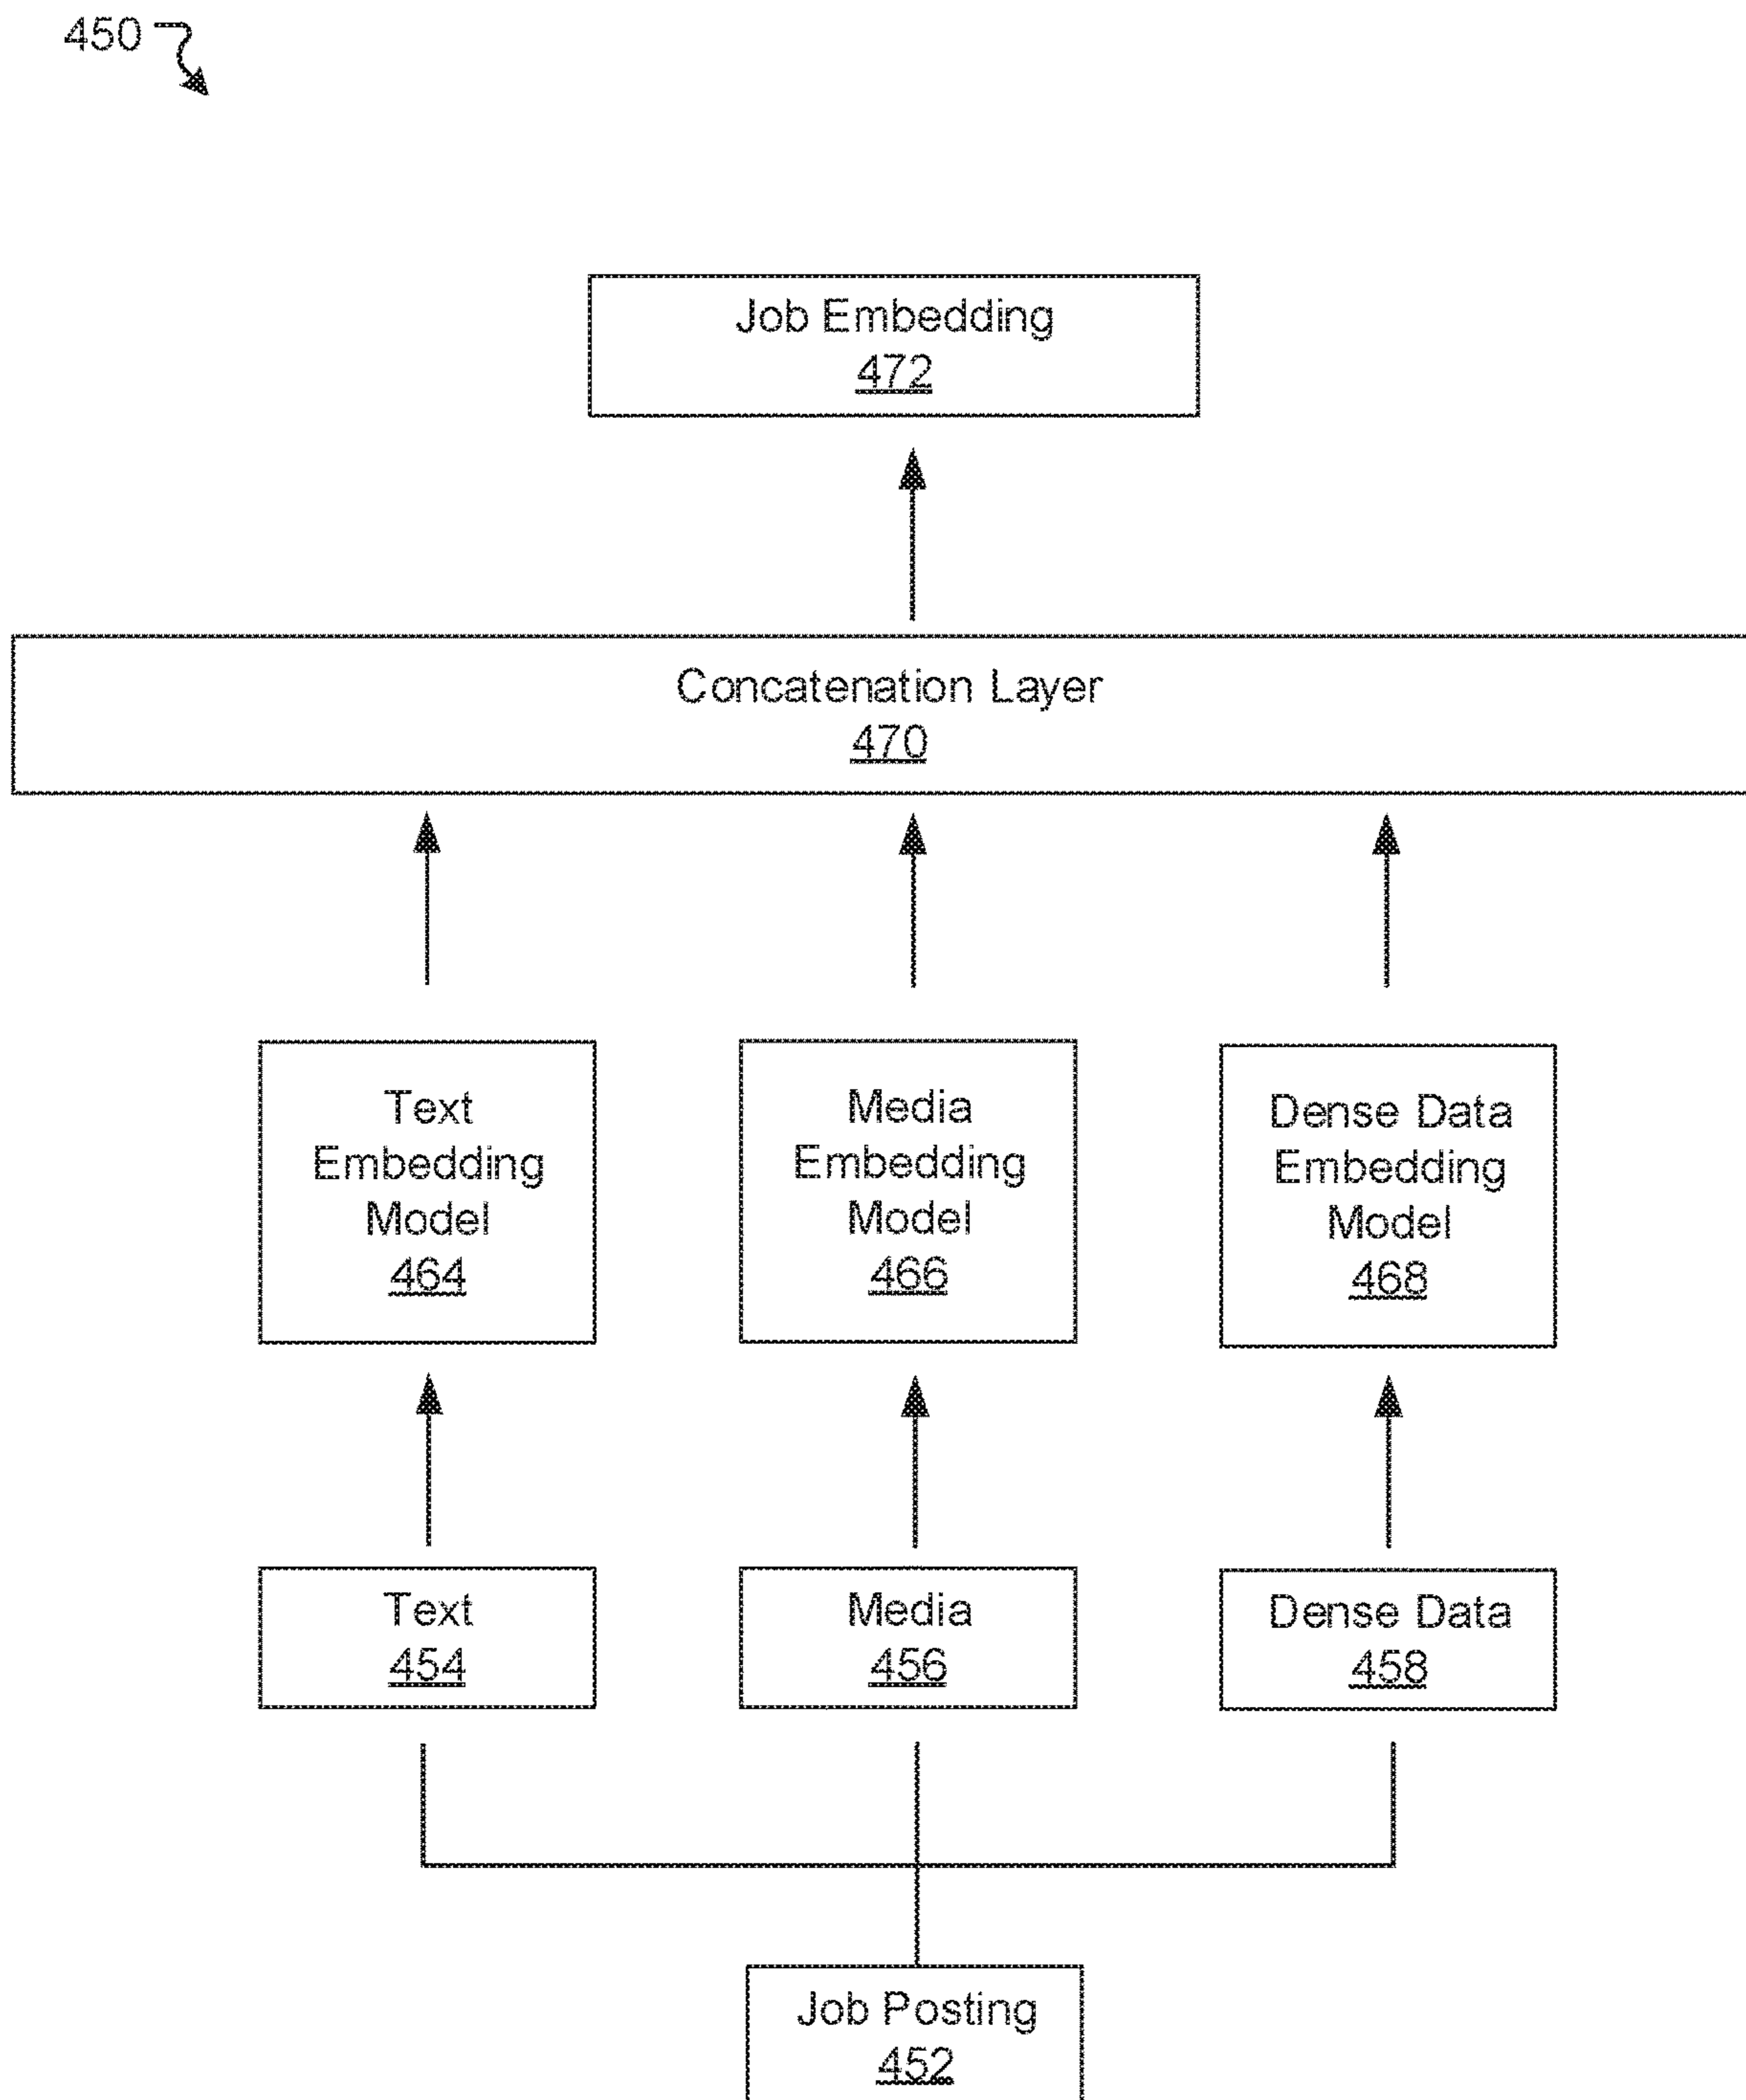 450
Job Embedding
472
Concatenation Layer
470
Text
Embedding
Model
464
Media
Embedding
Model
466
Dense Data
Embedding
Model
468
Text
454
Media
456
Dense Data
458
Job Posting
452